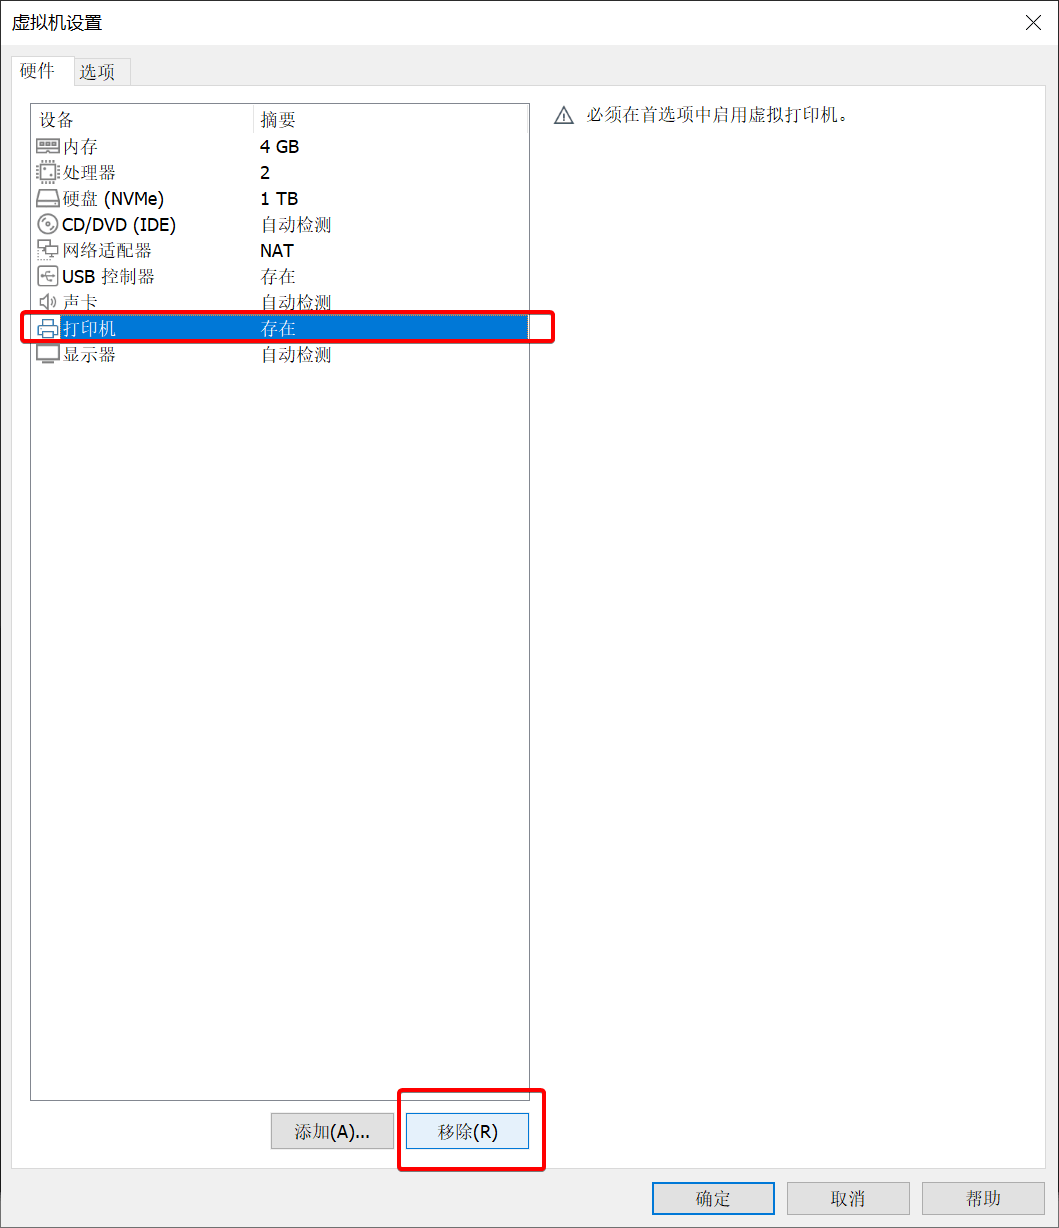 虚拟机设置
硬件 选项
设备 摘要
内存 4 GB
处理器 2
硬盘 (NVMe) 1 TB
CD/DVD (IDE) 自动检测
网络适配器 NAT
USB 控制器 存在
声卡 自动检测
打印机 存在
显示器 自动检测
必须在首选项中启用虚拟打印机。
添加(A)... 移除(R)
确定 取消 帮助